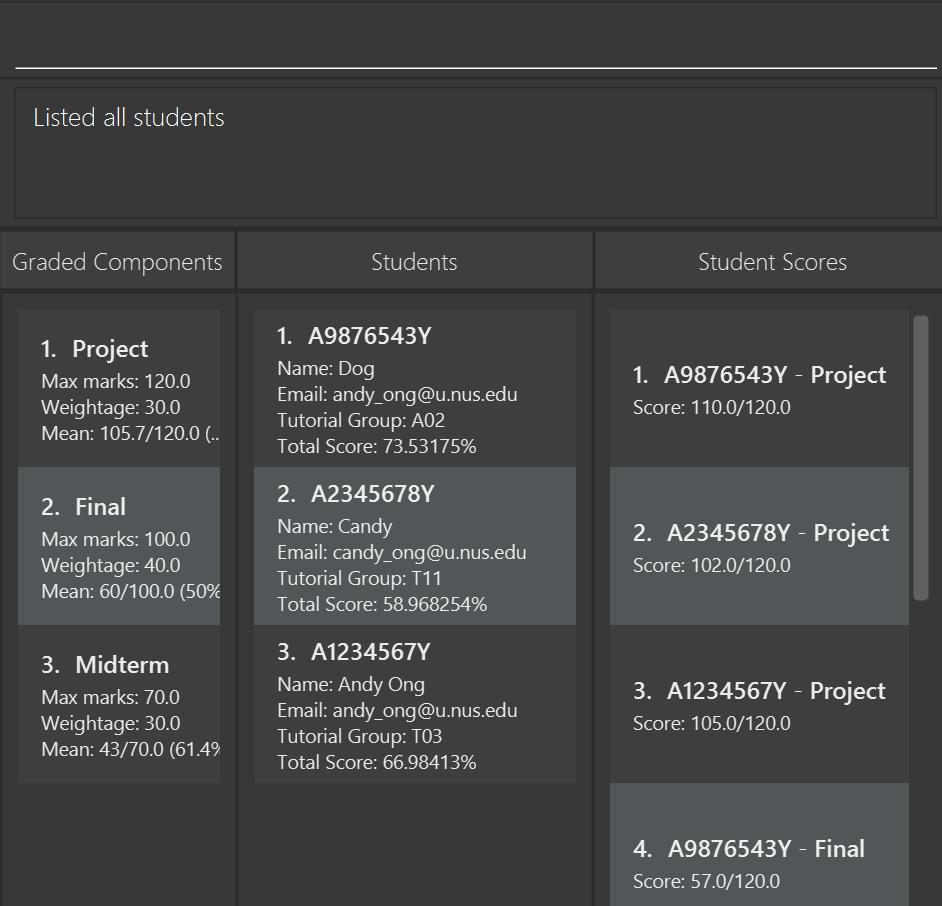 Listed all students
Graded Components
Students
Student Scores
1. Project
Max marks: 120.0
Weightage: 30.0
Mean: 105.7/120.0 (...
2. Final
Max marks: 100.0
Weightage: 40.0
Mean: 60/100.0 (50%
3. Midterm
Max marks: 70.0
Weightage: 30.0
Mean: 43/70.0 (61.4%
1. A9876543Y
Name: Dog
Email: andy_ong@u.nus.edu
Tutorial Group: A02
Total Score: 73.53175%
2. A2345678Y
Name: Candy
Email: candy_ong@u.nus.edu
Tutorial Group: T11
Total Score: 58.968254%
3. A1234567Y
Name: Andy Ong
Email: andy_ong@u.nus.edu
Tutorial Group: T03
Total Score: 66.98413%
1. A9876543Y - Project
Score: 110.0/120.0
2. A2345678Y - Project
Score: 102.0/120.0
3. A1234567Y - Project
Score: 105.0/120.0
4. A9876543Y - Final
Score: 57.0/120.0